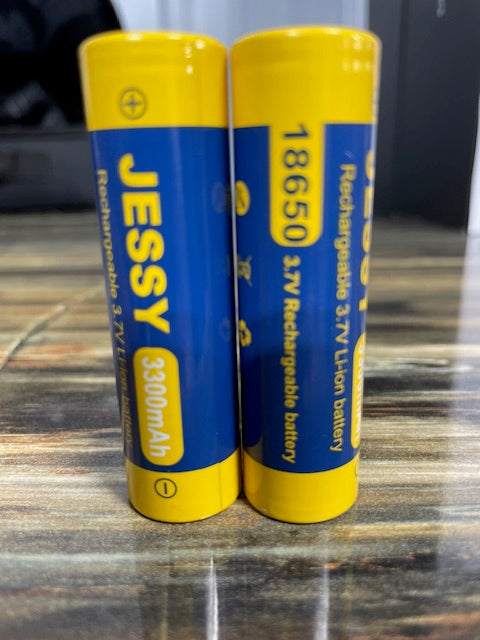 +
JESSY
3300mAh
Rechargeable 3.7V Li-ion battery
-
18650
3.7V Rechargeable battery
JESSY
Rechargeable 3.7V Li-ion battery